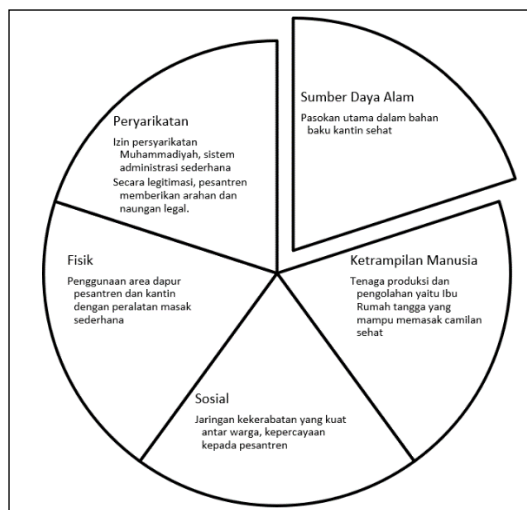 Sumber Daya Alam
Pasokan utama dalam bahan
baku kantin sehat
Ketrampilan Manusia
Tenaga produksi dan
pengolahan yaitu Ibu
Rumah tangga yang
mampu memasak camilan
sehat
Sosial
Jaringan kekerabatan yang kuat
antar warga, kepercayaan
kepada pesantren
Fisik
Penggunaan area dapur
pesantren dan kantin
dengan peralatan masak
sederhana
Peryarikatan
Izin persyarikatan
Muhammadiyah, sistem
administrasi sederhana
Secara legitimasi, pesantren
memberikan arahan dan
naungan legal.